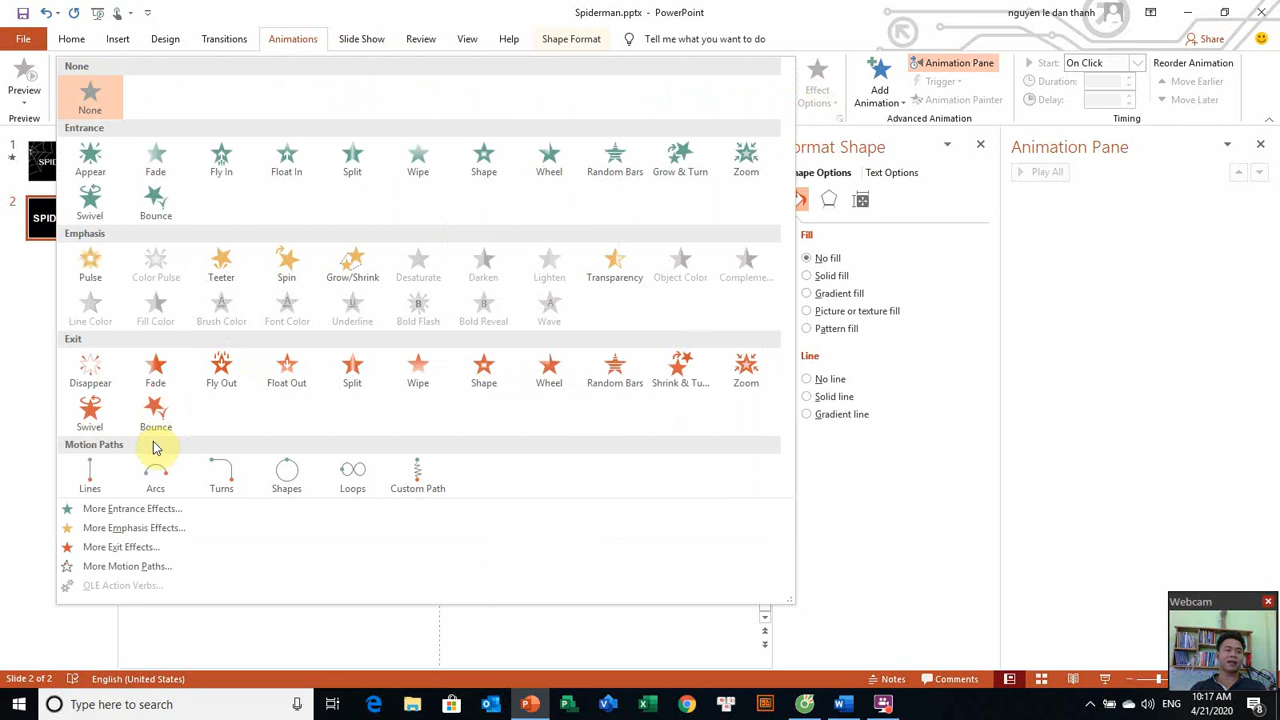 Spiderman.pptx - PowerPoint
nguyen le dan thanh
File
Home
Insert
Design
Transitions
Animations
Slide Show
Review
View
Help
Shape Format
Tell me what you want to do
Share
Preview
Preview
None
None
Entrance
Appear
Fade
Fly In
Float In
Split
Wipe
Shape
Wheel
Random Bars
Grow & Turn
Zoom
Swivel
Bounce
Emphasis
Pulse
Color Pulse
Teeter
Spin
Grow/Shrink
Desaturate
Darken
Lighten
Transparency
Object Color
Compleme...
Line Color
Fill Color
Brush Color
Font Color
Underline
Bold Flash
Bold Reveal
Wave
Exit
Disappear
Fade
Fly Out
Float Out
Split
Wipe
Shape
Wheel
Random Bars
Shrink & Tu...
Zoom
Swivel
Bounce
Motion Paths
Lines
Arcs
Turns
Shapes
Loops
Custom Path
More Entrance Effects...
More Emphasis Effects...
More Exit Effects...
More Motion Paths...
OLE Action Verbs...
Effect
Options
Add
Animation
Animation Pane
Trigger
Animation Painter
Advanced Animation
Start: On Click
Duration:
Delay:
Timing
Reorder Animation
Move Earlier
Move Later
1
SPI
2
SPID
ormat Shape
ape Options
Text Options
Fill
No fill
Solid fill
Gradient fill
Picture or texture fill
Pattern fill
Line
No line
Solid line
Gradient line
Animation Pane
Play All
Webcam
Slide 2 of 2
English (United States)
Notes
Comments
Type here to search
ENG
10:17 AM
4/21/2020
8